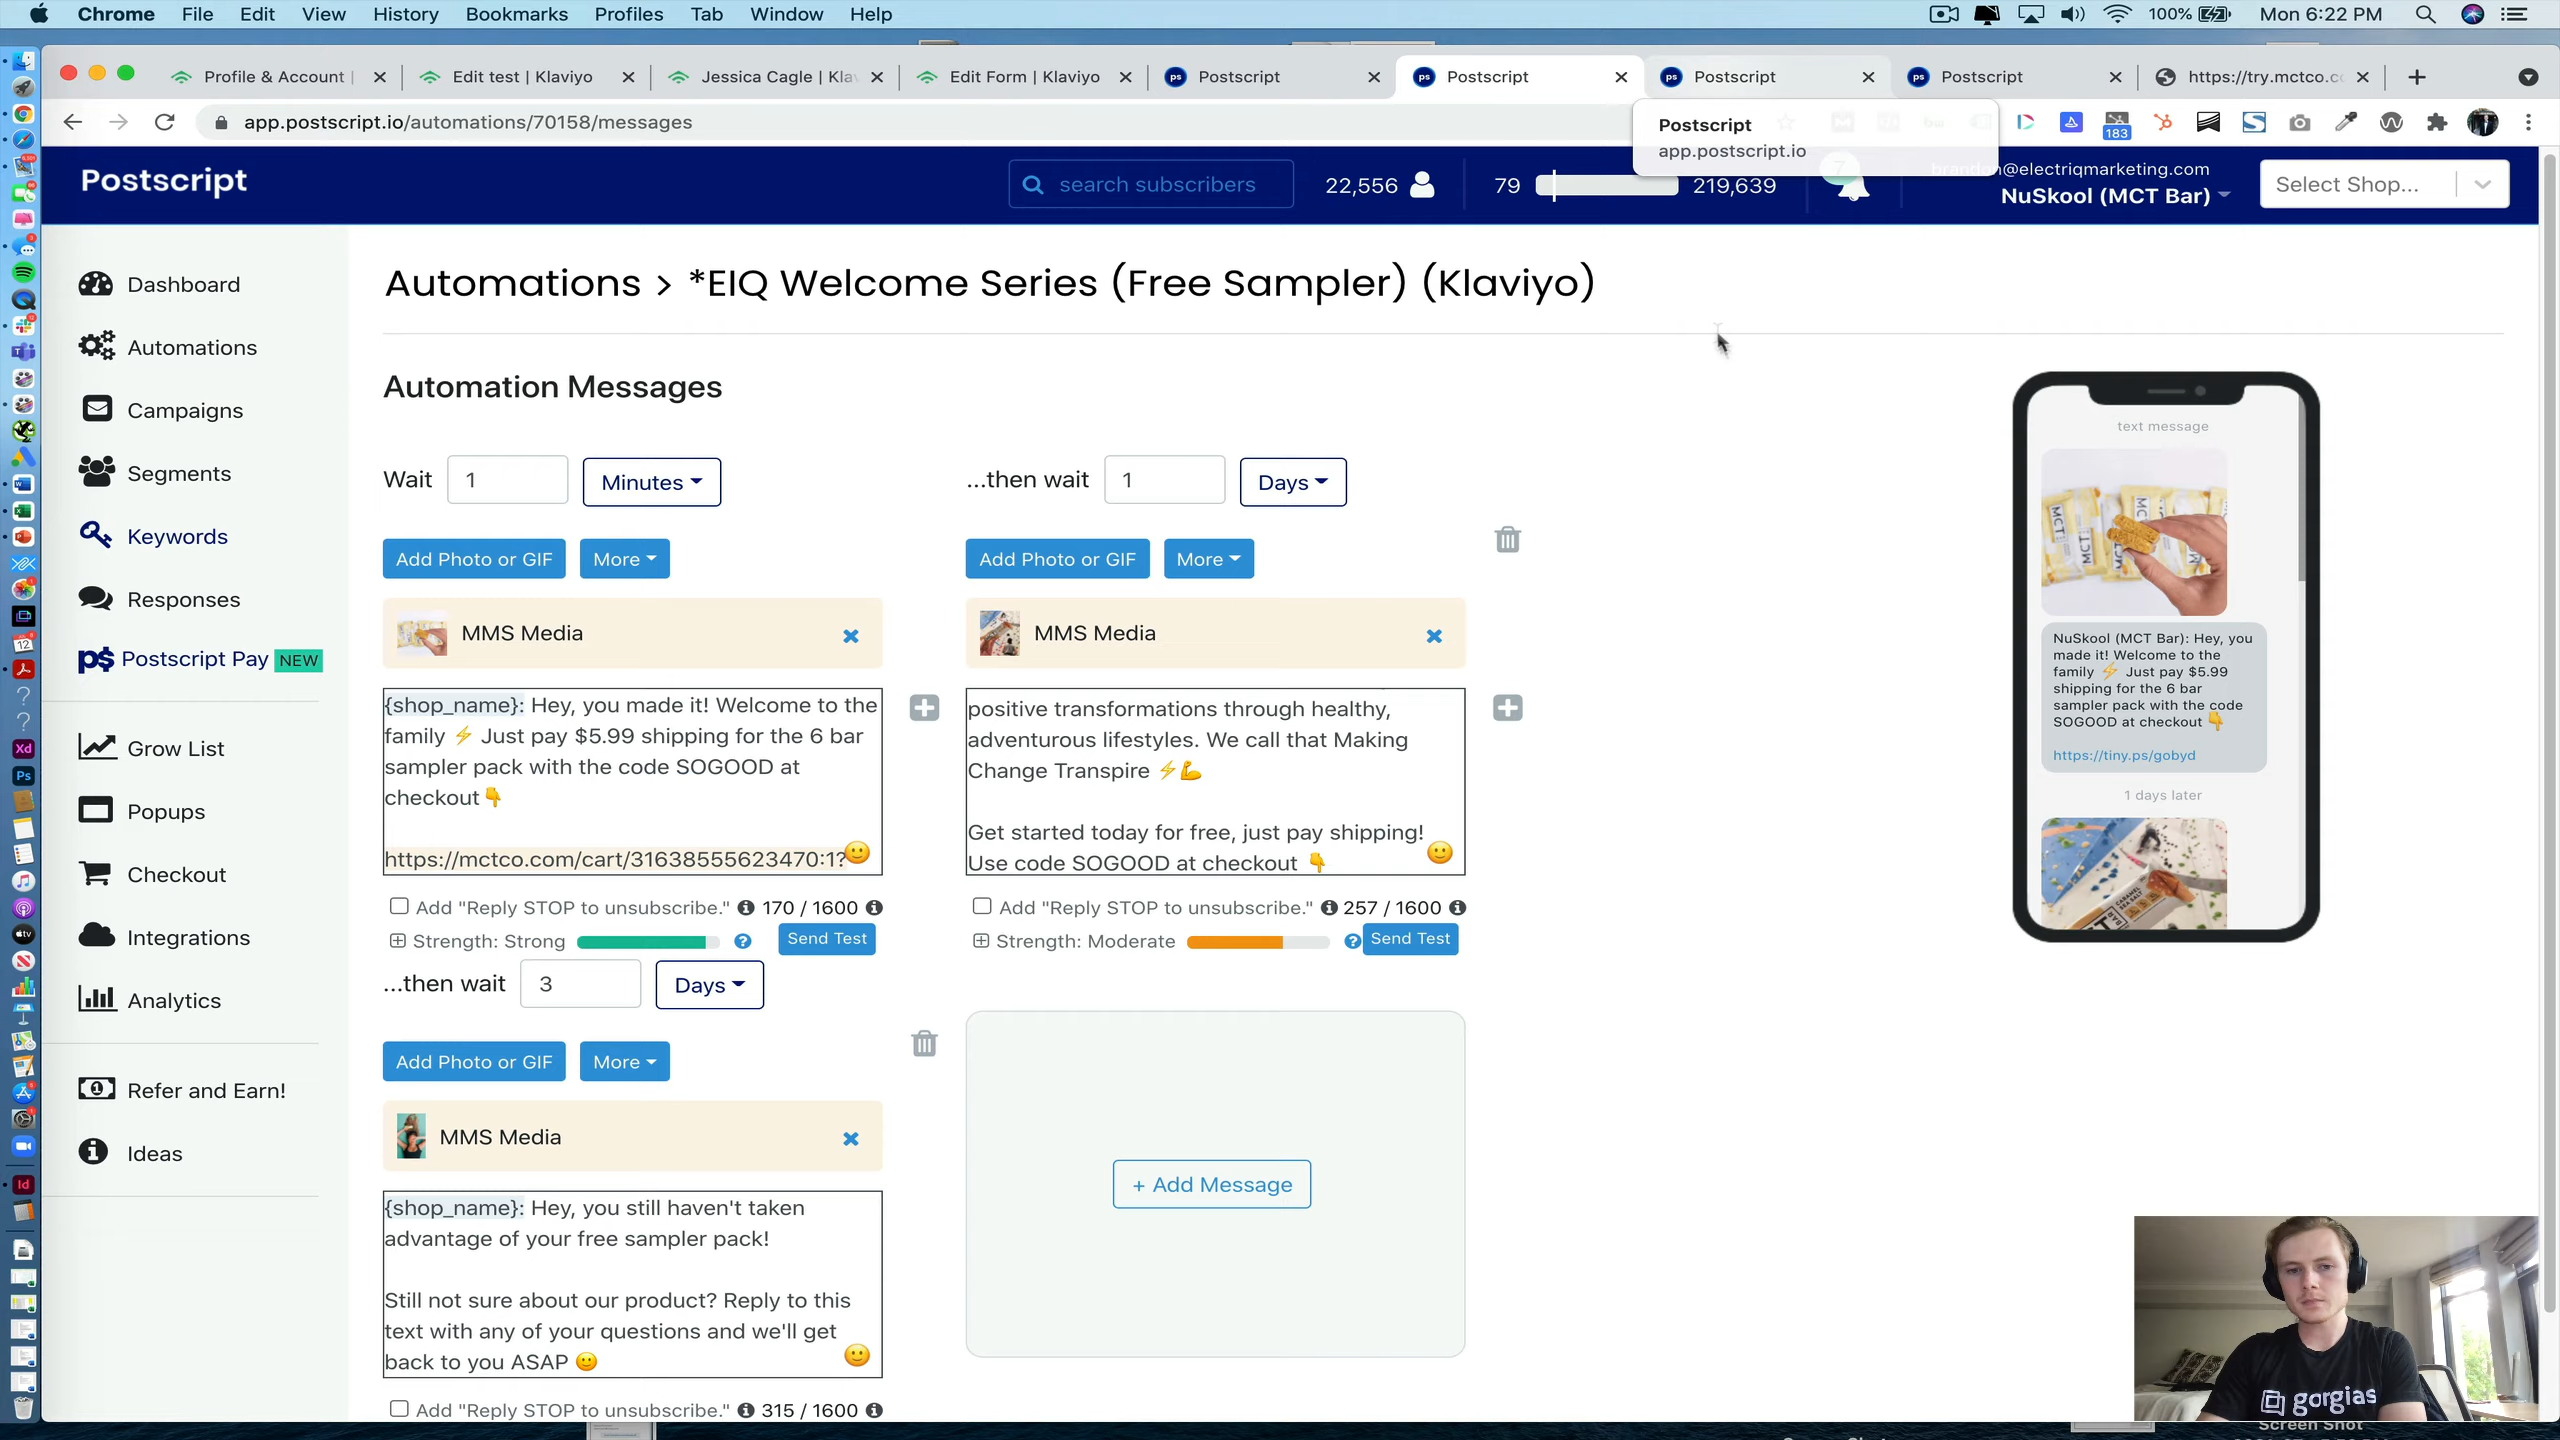 Chrome File Edit View History Bookmarks Profiles Tab Window Help
100% Mon 6:22 PM
Profile & Account |
Edit test | Klaviyo
Jessica Cagle | Kla
Edit Form | Klaviyo
Postscript
Postscript
Postscript
Postscript
https://try.mctco.c
app.postscript.io/automations/70158/messages
183
Postscript
app.postscript.io
Postscript
search subscribers
22,556
79
219,639
7
brandon@electriqmarketing.com
NuSkool (MCT Bar)
Select Shop...
Dashboard
Automations
Campaigns
Segments
Keywords
Responses
p$ Postscript Pay NEW
Grow List
Popups
Checkout
Integrations
Analytics
Refer and Earn!
Ideas
Automations > *EIQ Welcome Series (Free Sampler) (Klaviyo)
Automation Messages
Wait 1 Minutes
Add Photo or GIF More
MMS Media
{shop_name}: Hey, you made it! Welcome to the
family ⚡ Just pay $5.99 shipping for the 6 bar
sampler pack with the code SOGOOD at
checkout👇
https://mctco.com/cart/31638555623470:1?
Add "Reply STOP to unsubscribe." 170 / 1600
Strength: Strong Send Test
...then wait 1 Days
Add Photo or GIF More
MMS Media
positive transformations through healthy,
adventurous lifestyles. We call that Making
Change Transpire ⚡💪
Get started today for free, just pay shipping!
Use code SOGOOD at checkout 👇
Add "Reply STOP to unsubscribe." 257 / 1600
Strength: Moderate Send Test
...then wait 3 Days
Add Photo or GIF More
MMS Media
{shop_name}: Hey, you still haven't taken
advantage of your free sampler pack!
Still not sure about our product? Reply to this
text with any of your questions and we'll get
back to you ASAP 🙂
Add "Reply STOP to unsubscribe." 315 / 1600
+ Add Message
text message
NuSkool (MCT Bar): Hey, you
made it! Welcome to the
family ⚡ Just pay $5.99
shipping for the 6 bar
sampler pack with the code
SOGOOD at checkout 👇
https://tiny.ps/gobyd
1 days later
gorgias
Screen Shot